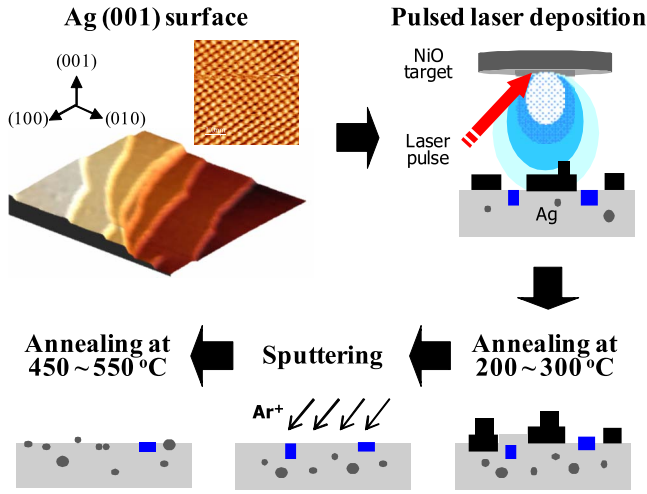 Ag (001) surface
(001)
(100)
(010)
Pulsed laser deposition
NiO
target
Laser
pulse
Ag
Annealing at
450 ~ 550 °C
Sputtering
Ar+
Annealing at
200 ~ 300 °C